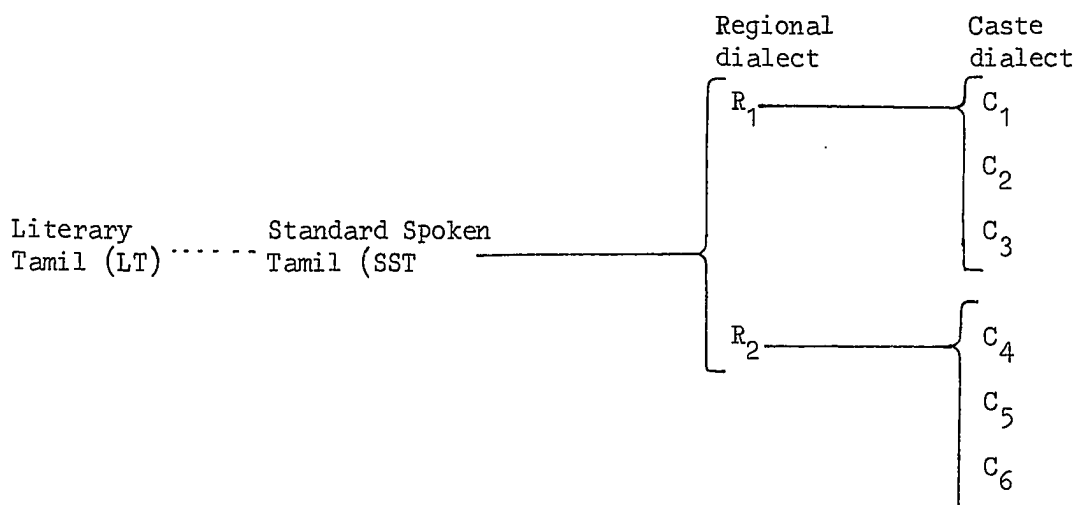 Regional dialect
Caste dialect
R1
C1
C2
C3
Literary Tamil (LT)
Standard Spoken Tamil (SST
R2
C4
C5
C6